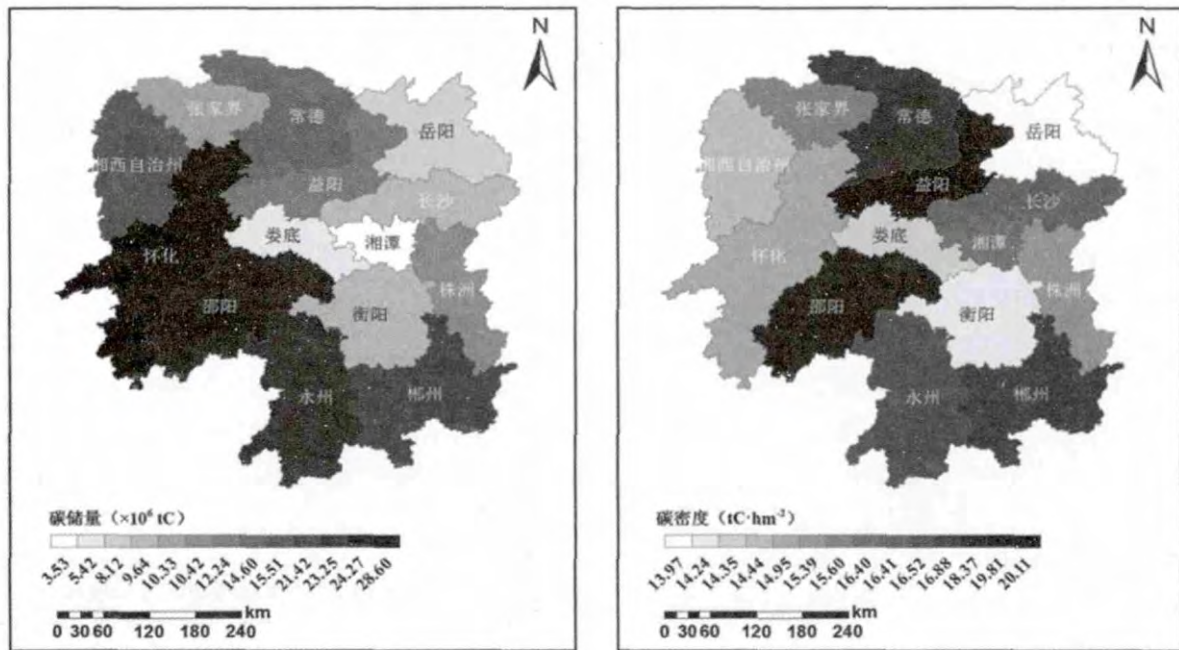 N
张家界
常德
岳阳
湘西自治州
益阳
长沙
娄底
湘潭
怀化
邵阳
衡阳
株洲
永州
郴州
碳储量（×10⁶ tC）
3.53 5.42 8.12 9.64 10.33 10.42 12.24 14.60 15.51 21.42 23.25 24.27 28.60
km
0 30 60 120 180 240
N
张家界
常德
岳阳
湘西自治州
益阳
长沙
娄底
湘潭
怀化
邵阳
衡阳
株洲
永州
郴州
碳密度（tC·hm⁻²）
13.97 14.24 14.35 14.44 14.95 15.39 15.60 16.40 16.41 16.52 16.88 18.37 19.81 20.11
km
0 30 60 120 180 240